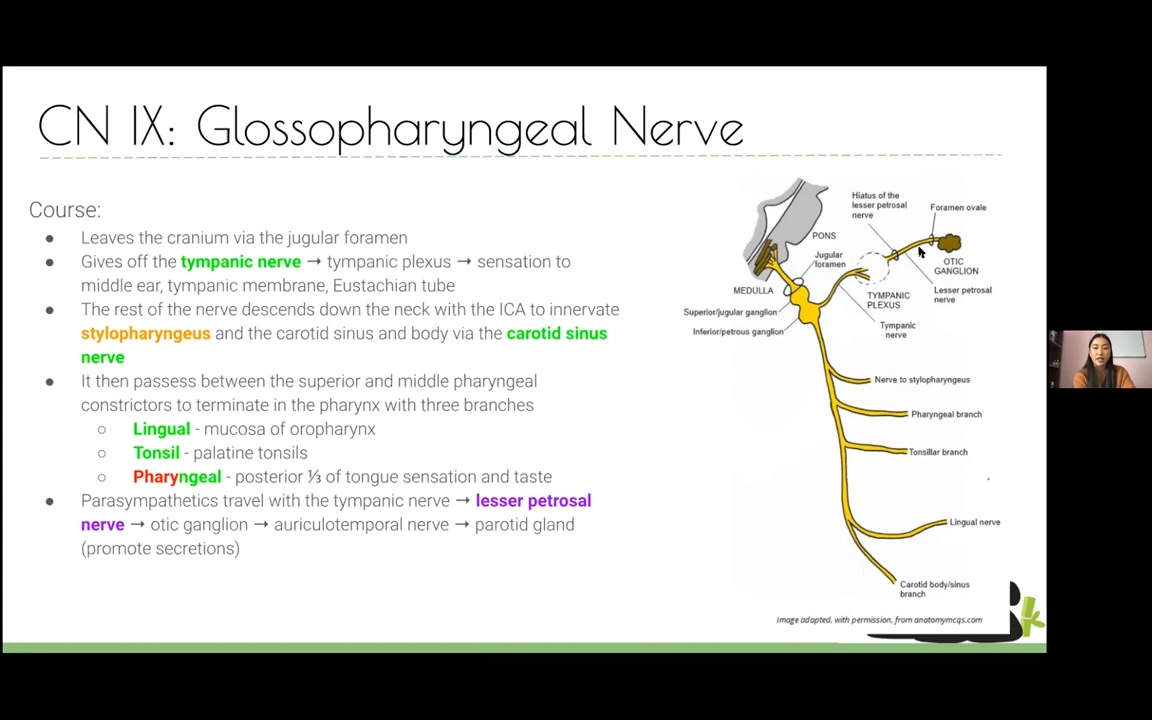 CN IX: Glossopharyngeal Nerve
Course:
● Leaves the cranium via the jugular foramen
● Gives off the tympanic nerve → tympanic plexus → sensation to
middle ear, tympanic membrane, Eustachian tube
● The rest of the nerve descends down the neck with the ICA to innervate
stylopharyngeus and the carotid sinus and body via the carotid sinus
nerve
● It then passess between the superior and middle pharyngeal
constrictors to terminate in the pharynx with three branches
○ Lingual - mucosa of oropharynx
○ Tonsil - palatine tonsils
○ Pharyngeal - posterior ⅓ of tongue sensation and taste
● Parasympathetics travel with the tympanic nerve → lesser petrosal
nerve → otic ganglion → auriculotemporal nerve → parotid gland
(promote secretions)
Hiatus of the
lesser petrosal
nerve
Foramen ovale
PONS
Jugular
foramen
OTIC
GANGLION
MEDULLA
TYMPANIC
PLEXUS
Lesser petrosal
nerve
Superior/jugular ganglion
Inferior/petrous ganglion
Tympanic
nerve
Nerve to stylopharyngeus
Pharyngeal branch
Tonsillar branch
Lingual nerve
Carotid body/sinus
branch
Image adapted, with permission, from anatomymcqs.com